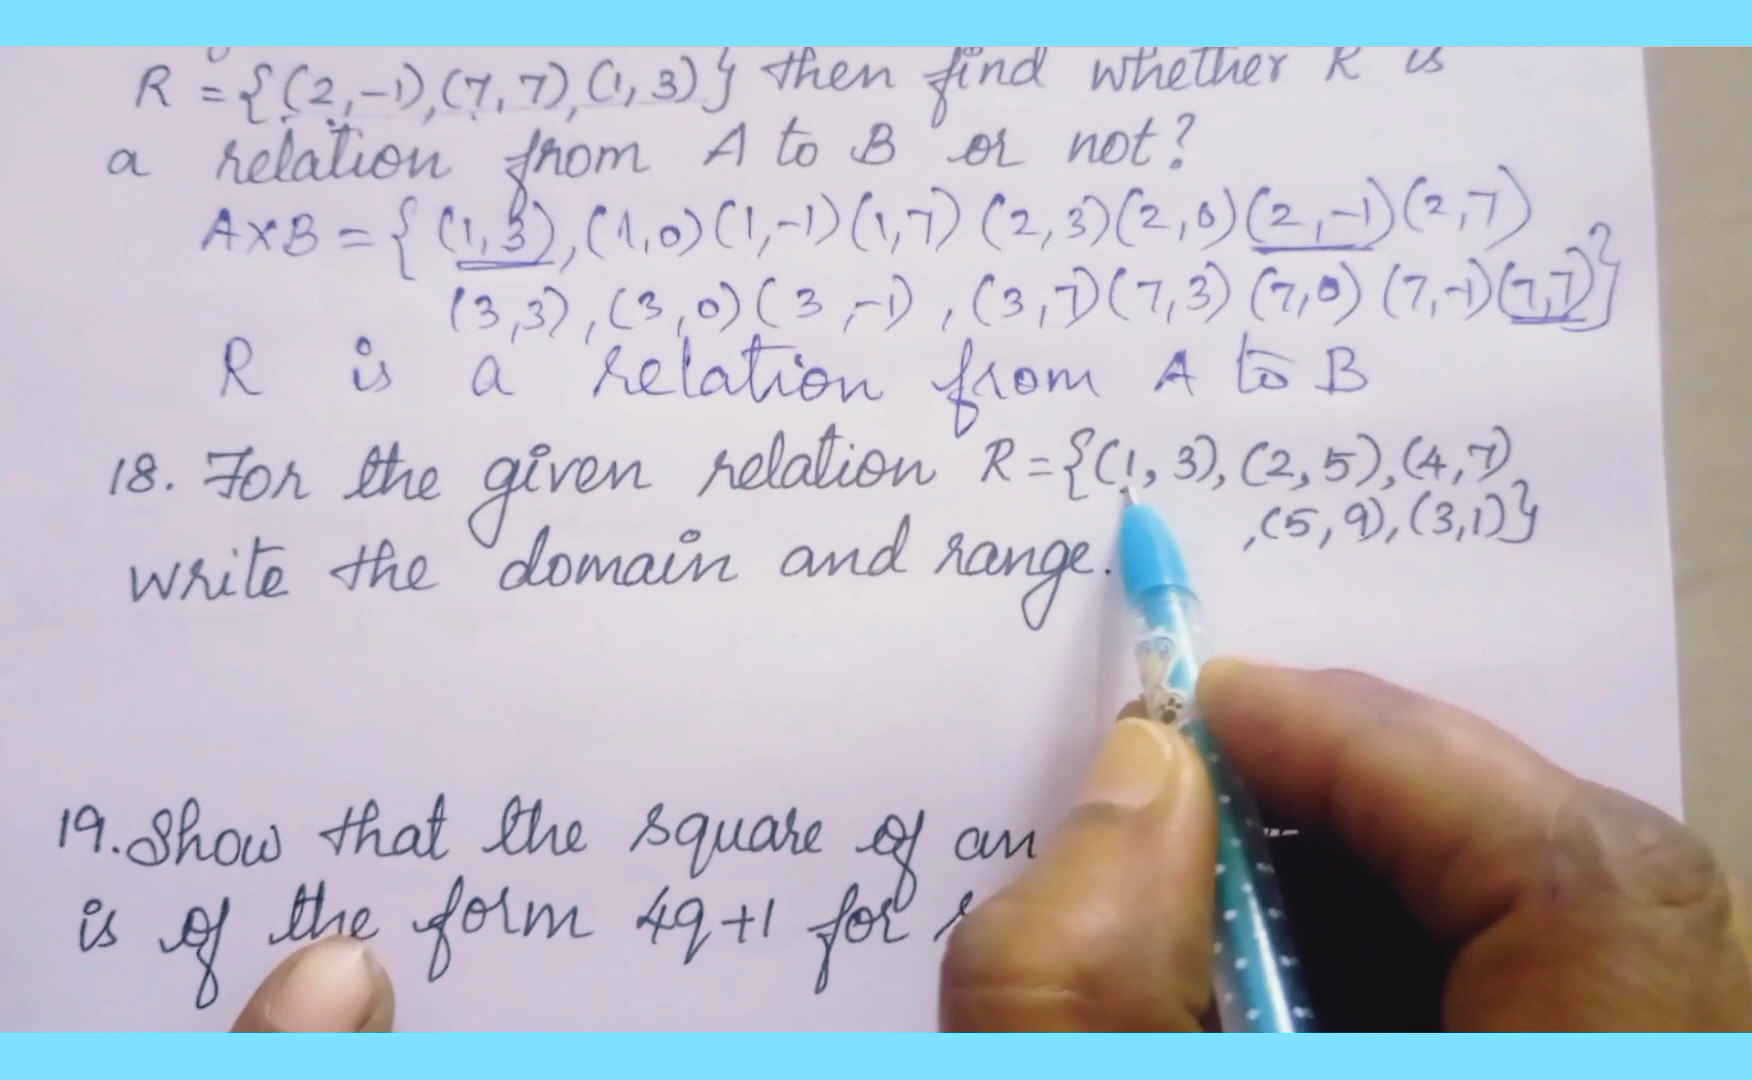 R = {(2,-1),(7,7),(1,3)} then find whether R is
a relation from A to B or not?
A×B = { (1,3),(1,0)(1,-1)(1,7)(2,3)(2,0)(2,-1)(2,7)
(3,3),(3,0)(3,-1),(3,7)(7,3)(7,0)(7,-1)(7,7)}
R is a relation from A to B
18. For the given relation R={(1,3),(2,5),(4,7)
,(5,9),(3,1)}
write the domain and range.
19. Show that the square of an
is of the form 4q+1 for